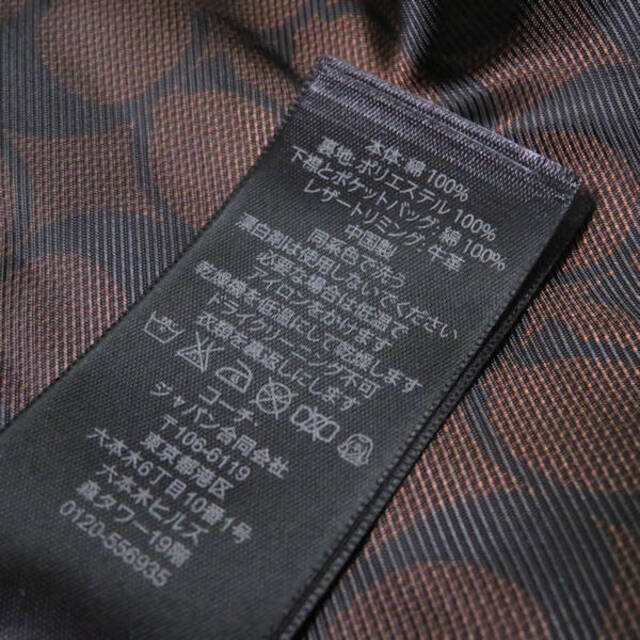 本体: 綿 100%
裏地: ポリエステル 100%
下襟とポケットバッグ: 綿 100%
レザートリミング: 牛革
中国製
同系色で洗う
漂白剤は使用しないでください
必要な場合は低温で
アイロンをかけます
乾燥機を低温にして乾燥します
ドライクリーニング不可
衣類を裏返しにします
コーチ、
ジャパン合同会社
〒106-6119
東京都港区
六本木6丁目10番1号
六本木ヒルズ
森タワー19階
0120-556935